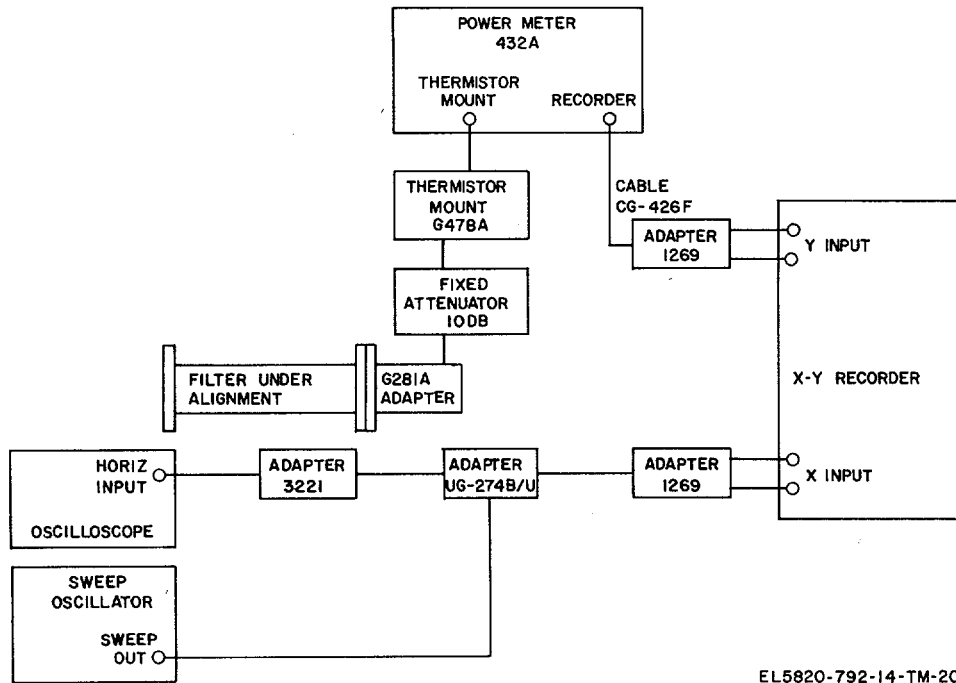 POWER METER
432A
THERMISTOR
MOUNT
RECORDER
THERMISTOR
MOUNT
G478A
CABLE
CG-426F
ADAPTER
1269
Y INPUT
FIXED
ATTENUATOR
10DB
FILTER UNDER
ALIGNMENT
G281A
ADAPTER
X-Y RECORDER
HORIZ
INPUT
OSCILLOSCOPE
ADAPTER
3221
ADAPTER
UG-274B/U
ADAPTER
1269
X INPUT
SWEEP
OSCILLATOR
SWEEP
OUT
EL5820-792-14-TM-20